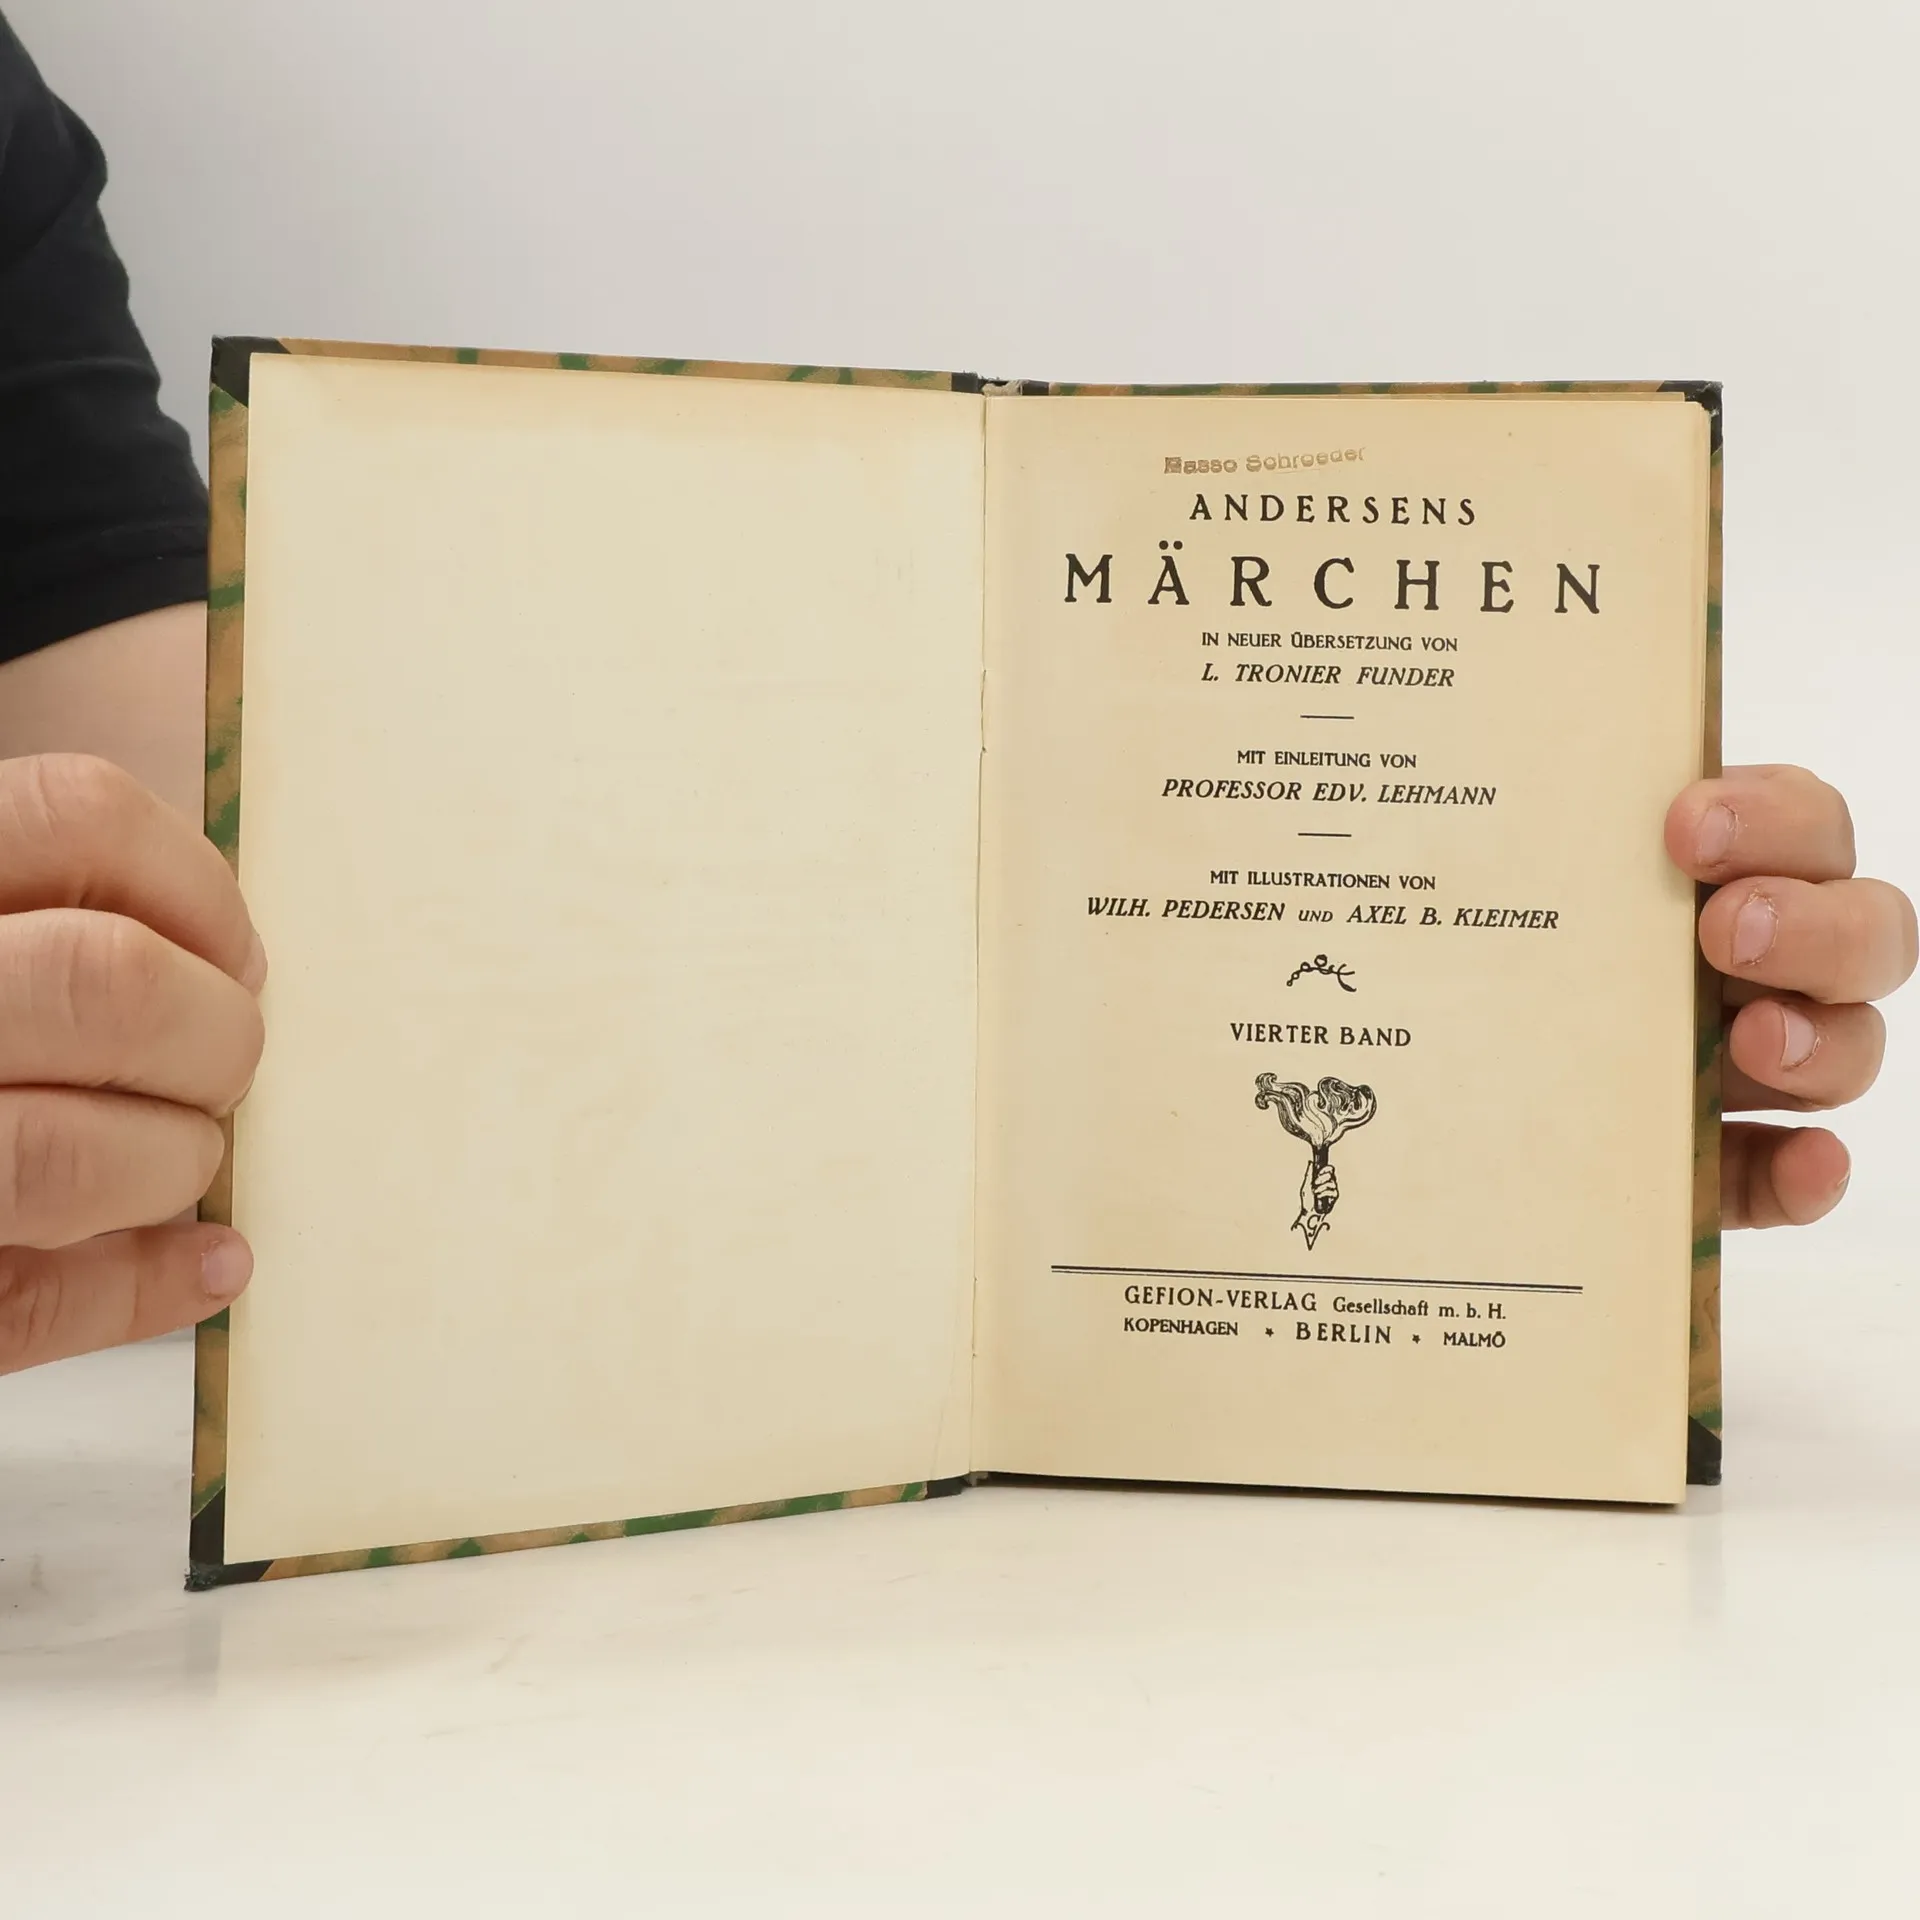 Hasso Schroeder
ANDERSENS
MÄRCHEN
IN NEUER ÜBERSETZUNG VON
L. TRONIER FUNDER
MIT EINLEITUNG VON
PROFESSOR EDV. LEHMANN
MIT ILLUSTRATIONEN VON
WILH. PEDERSEN UND AXEL B. KLEIMER
VIERTER BAND
G
GEFION-VERLAG Gesellschaft m. b. H.
KOPENHAGEN * BERLIN * MALMÖ